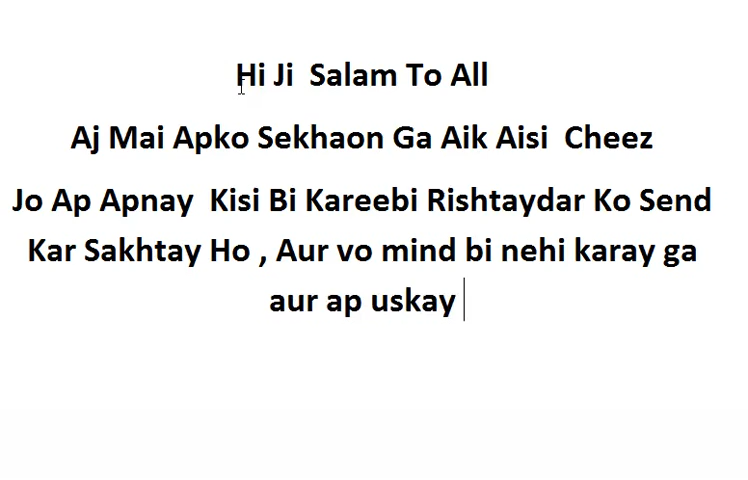 Hi Ji  Salam To All
Aj Mai Apko Sekhaon Ga Aik Aisi  Cheez
Jo Ap Apnay  Kisi Bi Kareebi Rishtaydar Ko Send
Kar Sakhtay Ho , Aur vo mind bi nehi karay ga
aur ap uskay